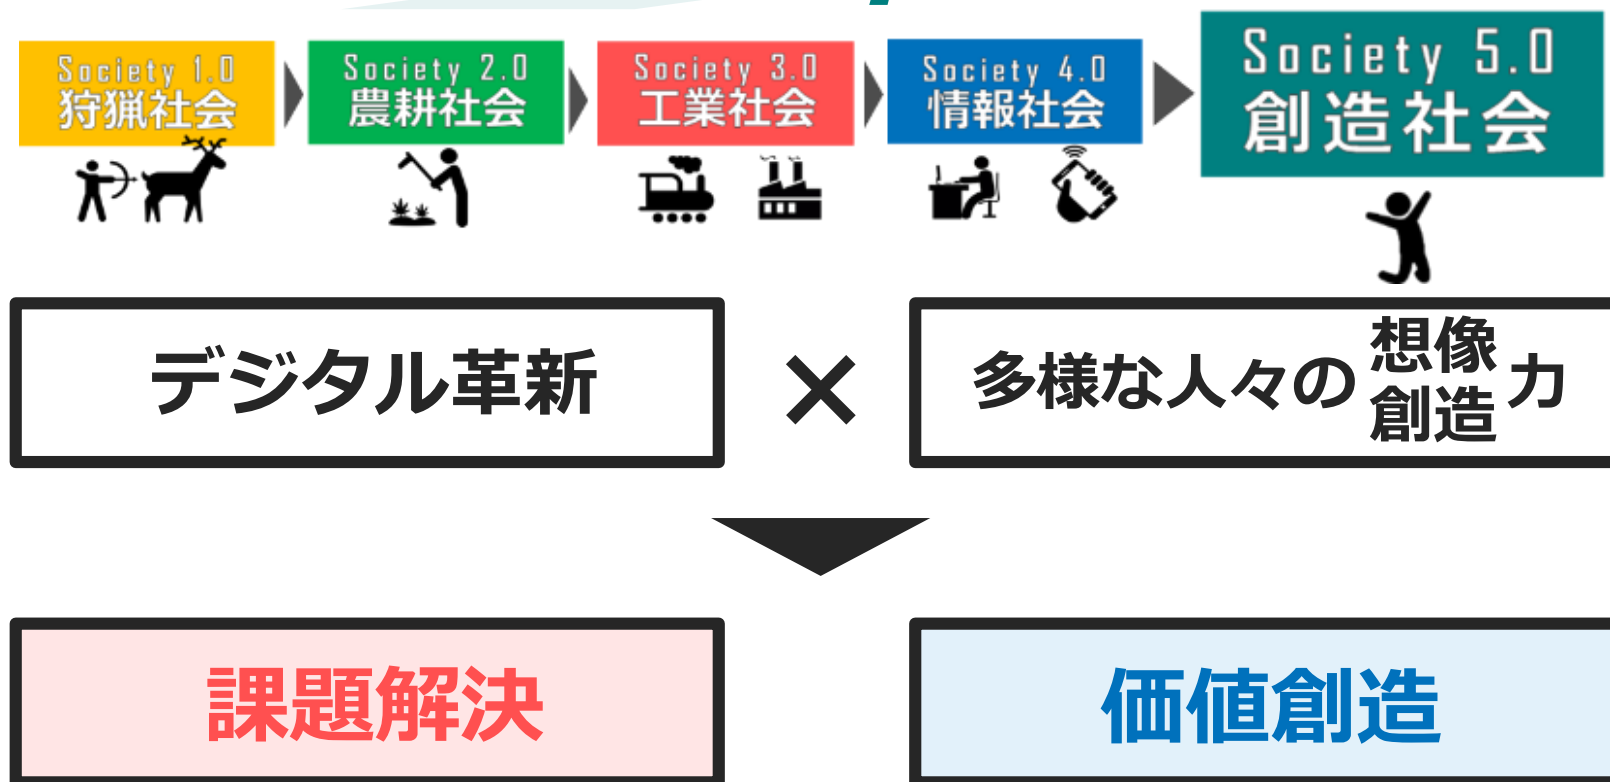 Society 1.0
狩猟社会
Society 2.0
農耕社会
Society 3.0
工業社会
Society 4.0
情報社会
Society 5.0
創造社会
デジタル革新
×
多様な人々の想像力
創造
課題解決
価値創造